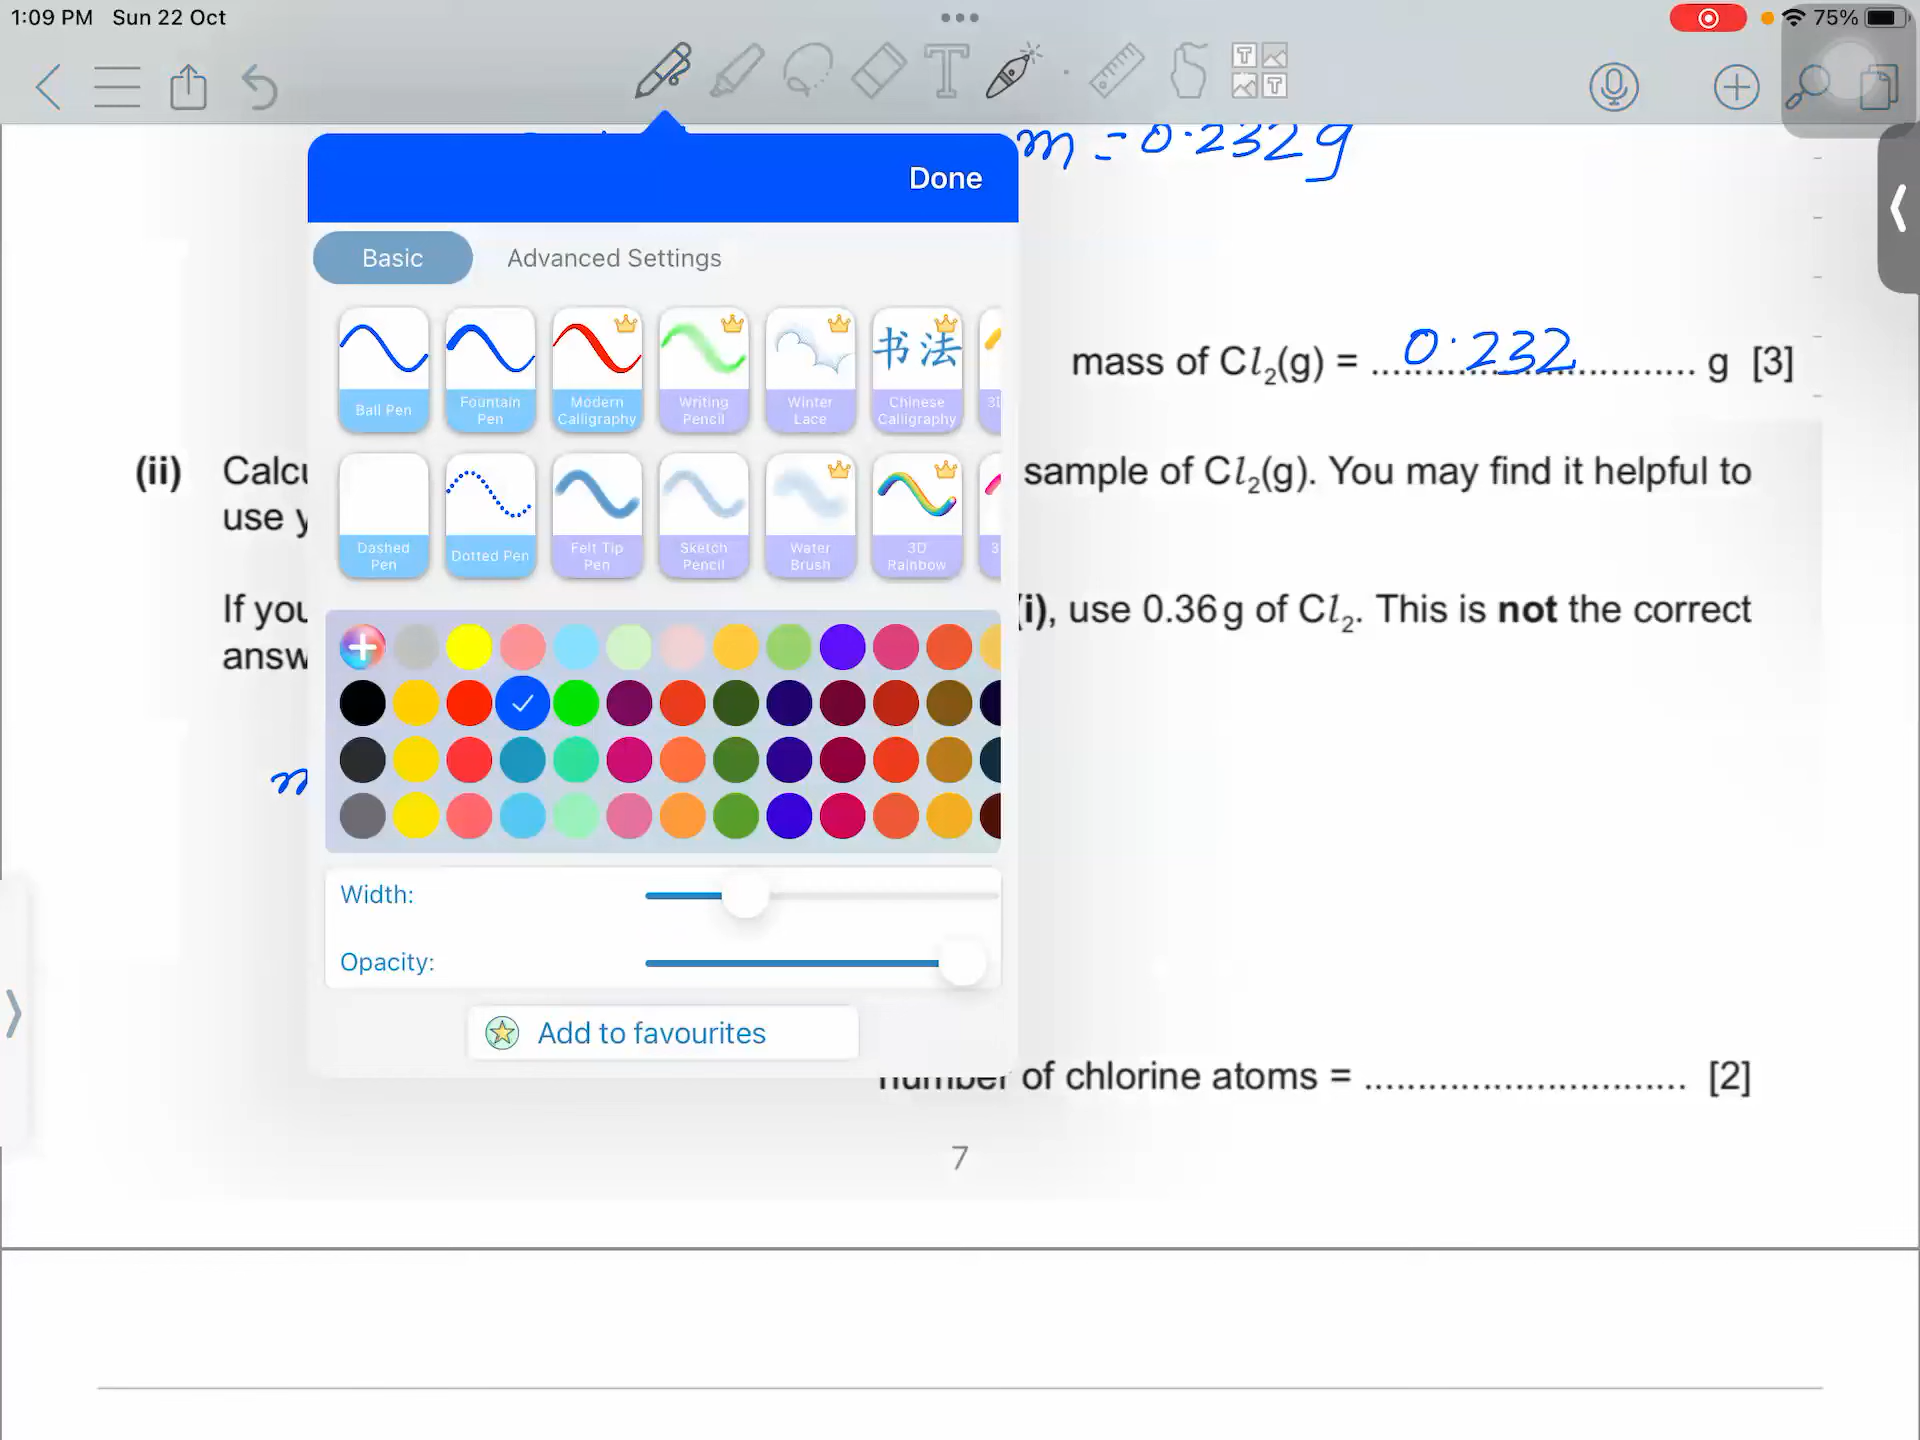 1:09 PM Sun 22 Oct
75%
m = 0.232g
Done
Basic
Advanced Settings
Ball Pen
Fountain Pen
Modern Calligraphy
Writing Pencil
Winter Lace
书法
Chinese Calligraphy
3D
Dashed Pen
Dotted Pen
Felt Tip Pen
Sketch Pencil
Water Brush
3D Rainbow
3
mass of Cl₂(g) = 0.232 g [3]
(ii) Calcu sample of Cl₂(g). You may find it helpful to
use y
If you (i), use 0.36g of Cl₂. This is not the correct
answ
n
Width:
Opacity:
Add to favourites
number of chlorine atoms = .............................. [2]
7